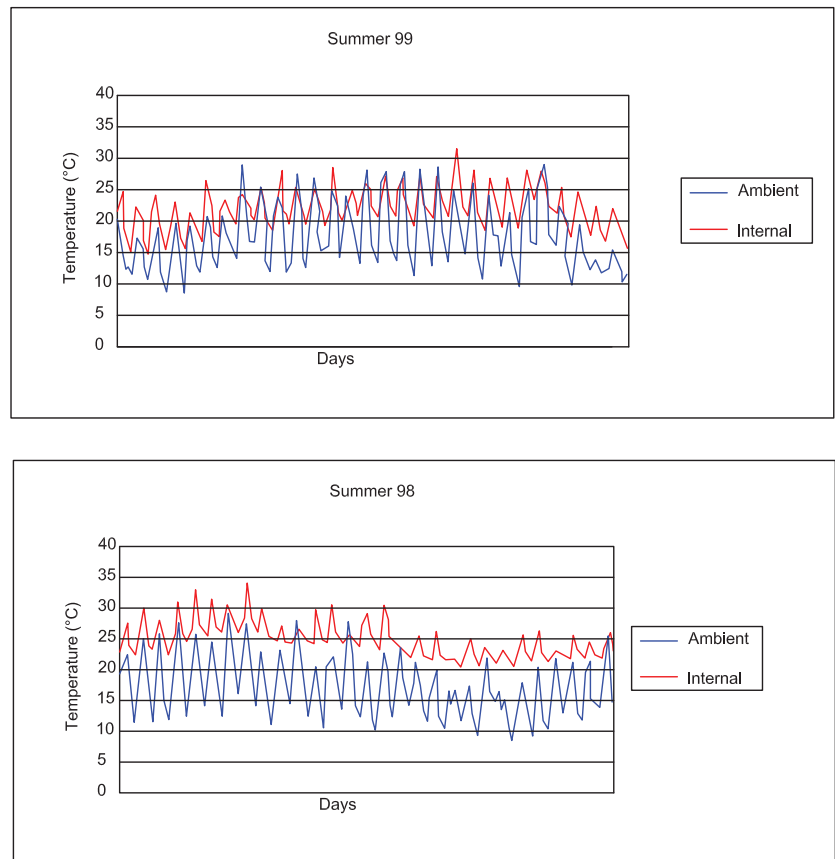 Summer 99
40
35
30
25
20
15
10
5
0
Temperature (°C)
Days
Ambient
Internal
Summer 98
40
35
30
25
20
15
10
5
0
Temperature (°C)
Days
Ambient
Internal